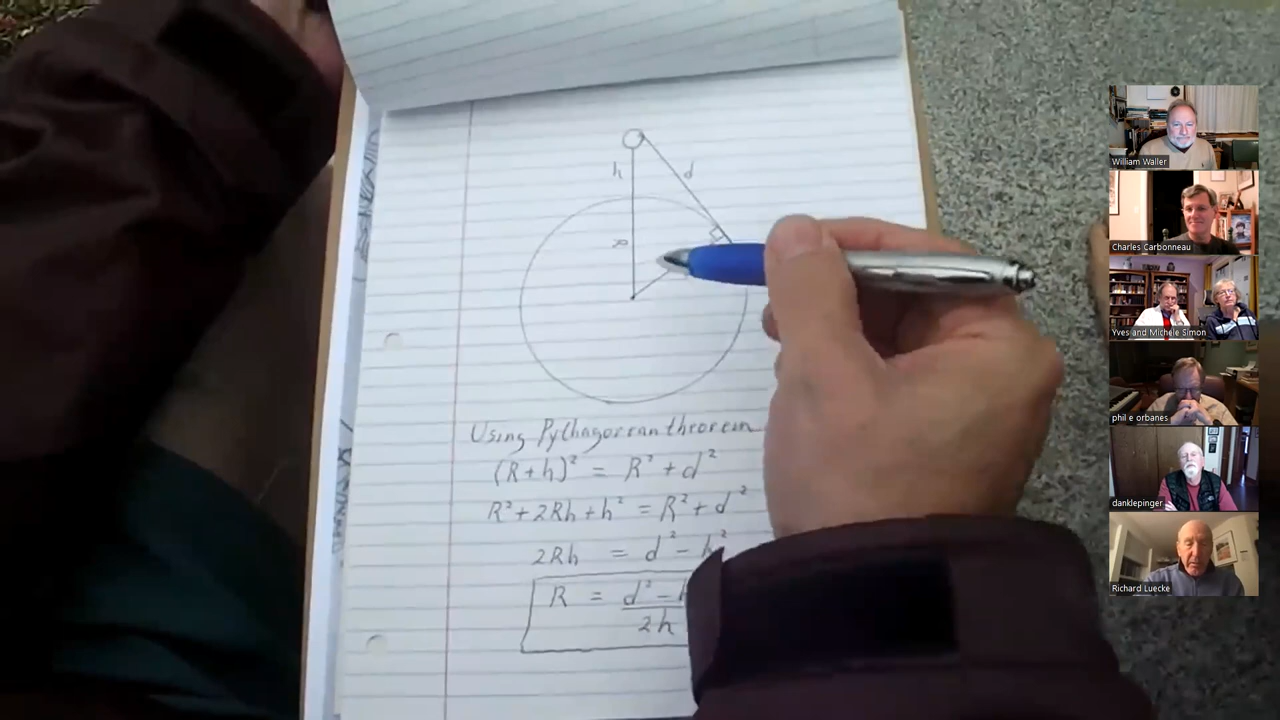 h
d
R
Using Pythagorean theorem
(R+h)² = R² + d²
R² + 2Rh + h² = R² + d²
2Rh = d² - h²
R = d² - h
2h
William Waller
Charles Carbonneau
Yves and Michele Simon
phil e orbanes
danklepinger
Richard Luecke